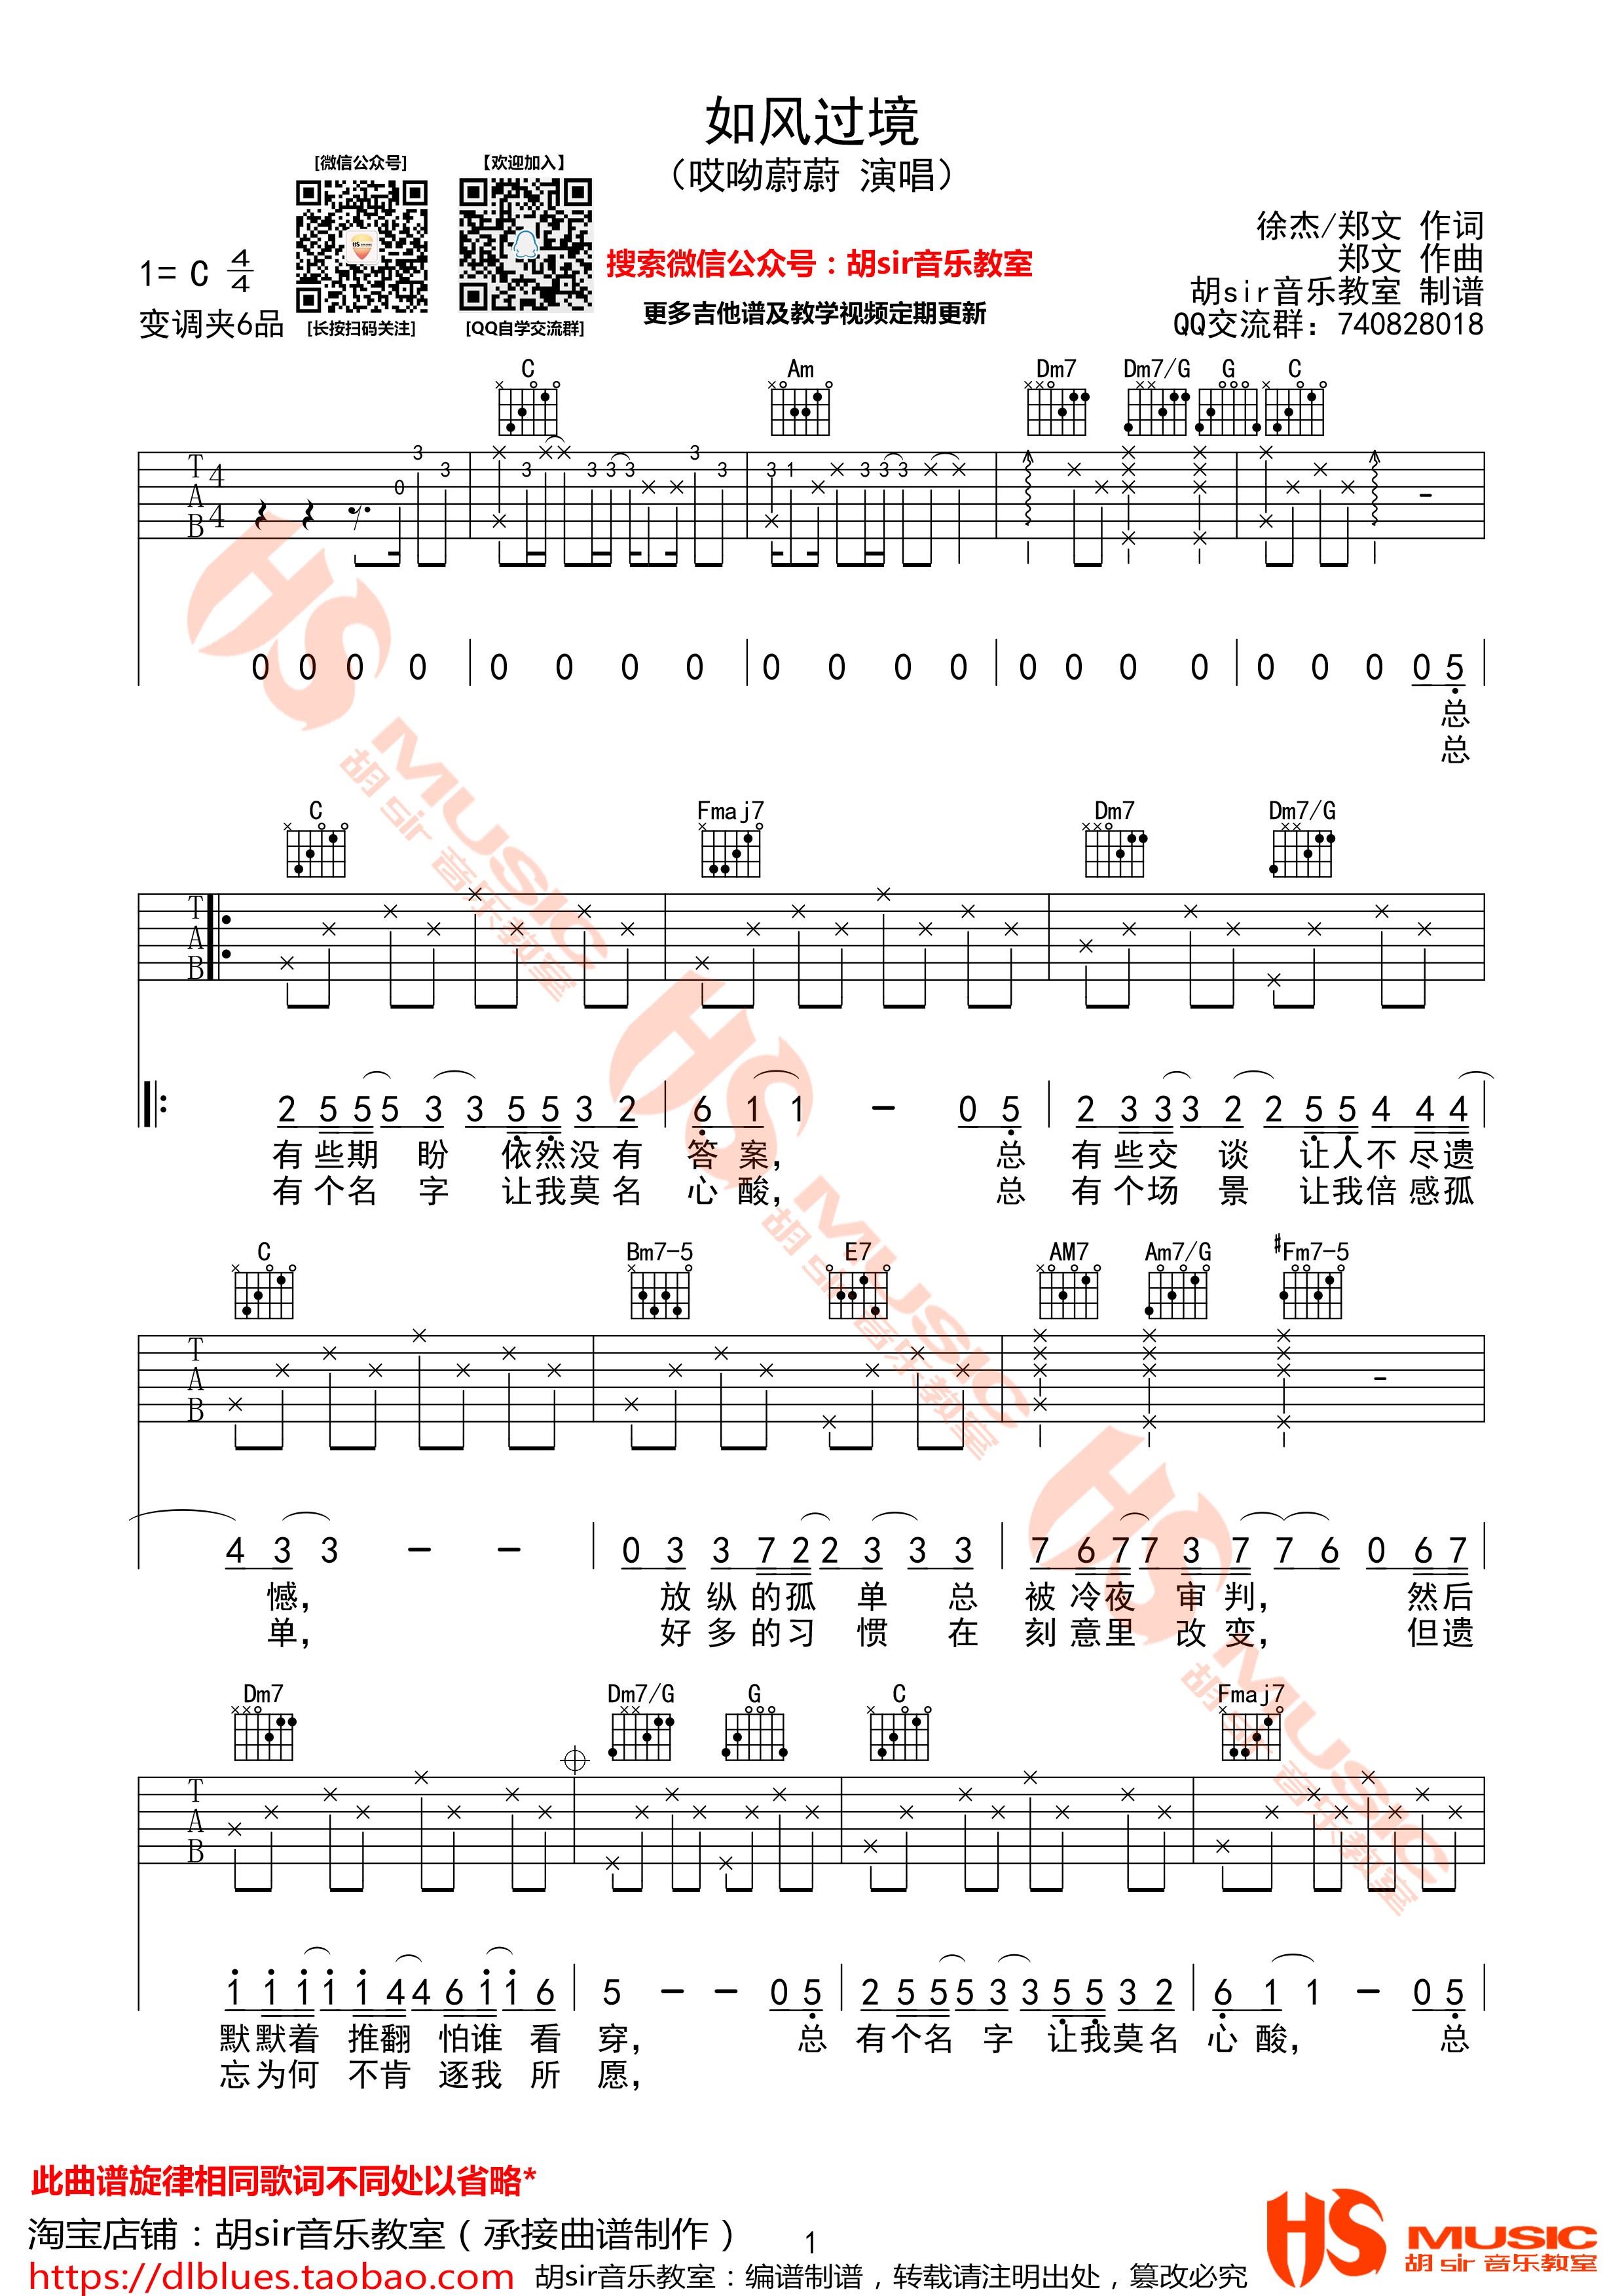 如风过境
（哎呦蔚蔚 演唱）
[微信公众号] 【欢迎加入】
徐杰/郑文 作词
搜索微信公众号：胡sir音乐教室
郑文 作曲
1= C 4/4
胡sir音乐教室 制谱
更多吉他谱及教学视频定期更新
变调夹6品 [长按扫码关注] [QQ自学交流群]
QQ交流群：740828018
C Am Dm7 Dm7/G G C
T A B 4 4 0 3 3 3 3 3 3 3 3 3 1 3 3 3
0 0 0 0 0 0 0 0 0 0 0 0 0 0 0 0 0 0 0 0 5
总
总
C Fmaj7 Dm7 Dm7/G
T A B
2 5 5 5 3 3 5 5 3 2 6 1 1 － 0 5 2 3 3 3 2 2 5 5 4 4 4
有些期 盼 依然没有 答案， 总 有些交 谈 让人不尽遗
有个名 字 让我莫名 心酸， 总 有个场 景 让我倍感孤
C Bm7-5 E7 AM7 Am7/G #Fm7-5
T A B
4 3 3 － － 0 3 3 7 2 2 3 3 3 7 6 7 7 3 7 7 6 0 6 7
憾， 放纵的孤 单 总 被冷夜 审判， 然后
单， 好多的习 惯 在 刻意里 改变， 但遗
Dm7 Dm7/G G C Fmaj7
T A B
1 1 1 1 1 4 4 6 1 1 6 5 － － 0 5 2 5 5 5 3 3 5 5 3 2 6 1 1 － 0 5
默默着 推翻 怕谁 看 穿， 总 有个名 字 让我莫名 心酸， 总
忘为何 不肯 逐我 所 愿，
此曲谱旋律相同歌词不同处以省略*
淘宝店铺：胡sir音乐教室（承接曲谱制作） 1
https://dlblues.taobao.com 胡sir音乐教室：编谱制谱，转载请注明出处，篡改必究
HS MUSIC
胡 sir 音乐教室